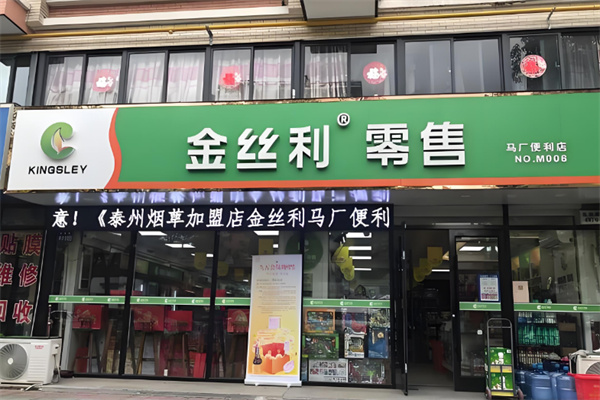 金丝利® 零售
KINGSLEY
马厂便利店
NO.M006
意！《泰州烟草加盟店金丝利马厂便利
贴膜
维修
回收